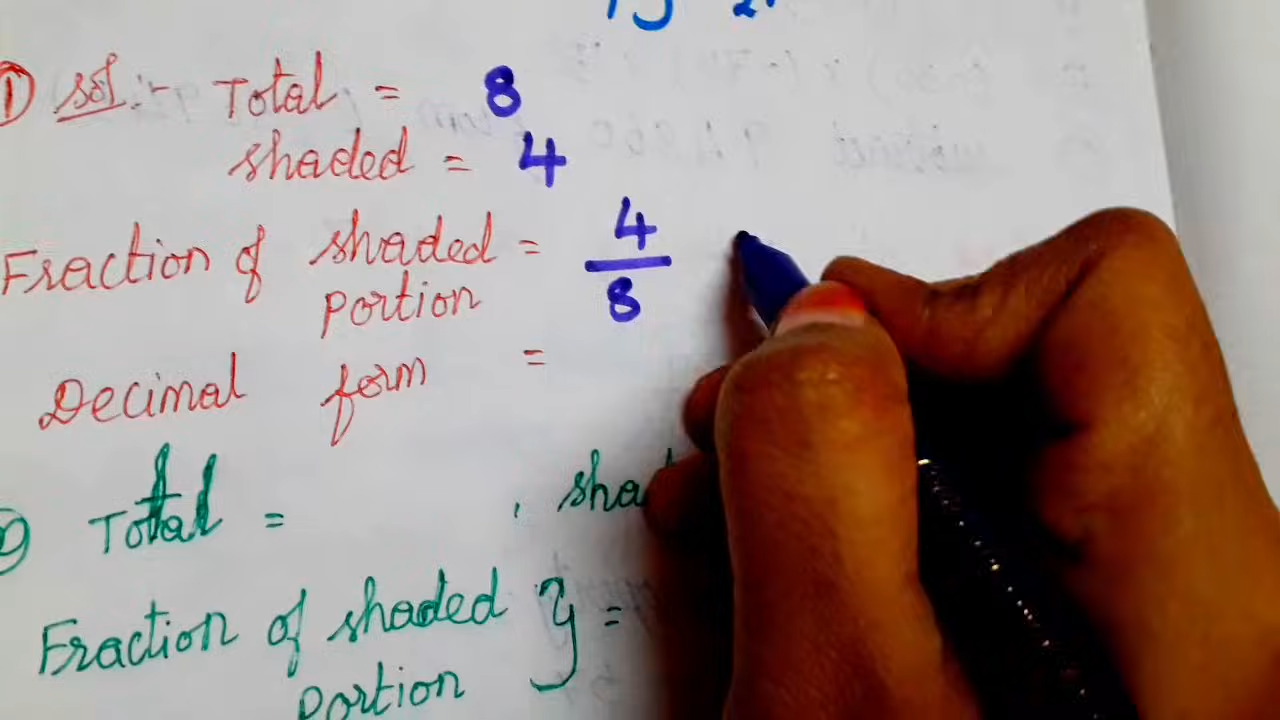 ① sol :- Total = 8
shaded = 4
Fraction of shaded portion = 4/8
Decimal form =
Total = , sha
Fraction of shaded portion } =